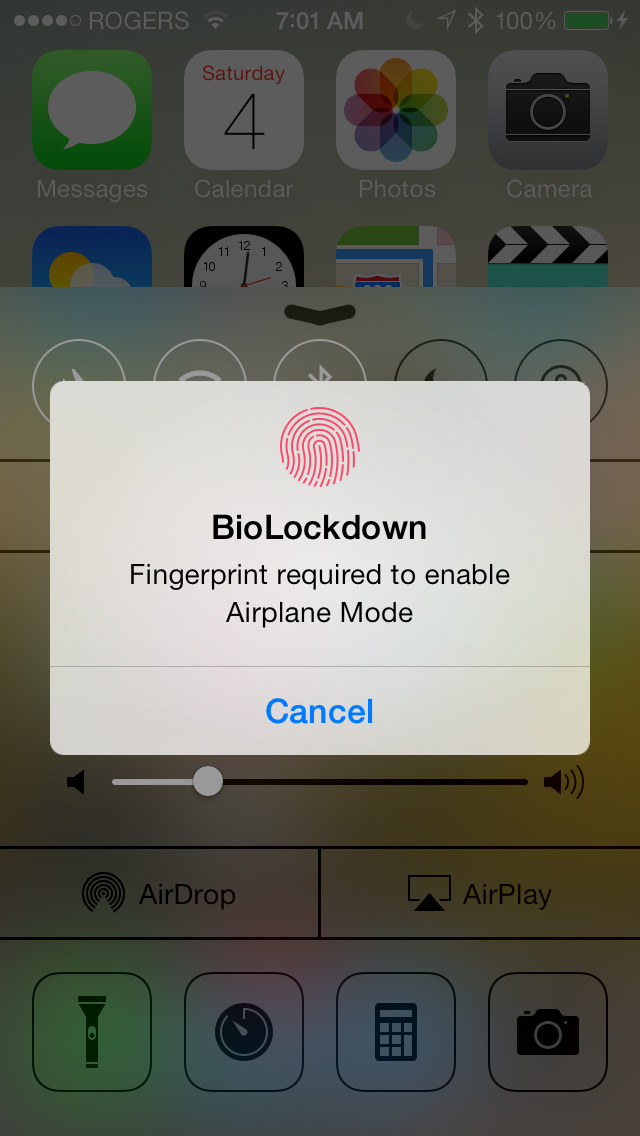 ROGERS 7:01 AM 100%
Saturday
4
Messages Calendar Photos Camera
11 12 1
10 2
9 3
BioLockdown
Fingerprint required to enable
Airplane Mode
Cancel
AirDrop AirPlay